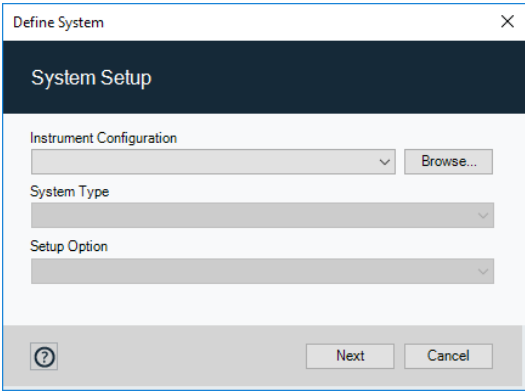 Define System
System Setup
Instrument Configuration
Browse...
System Type
Setup Option
Next Cancel